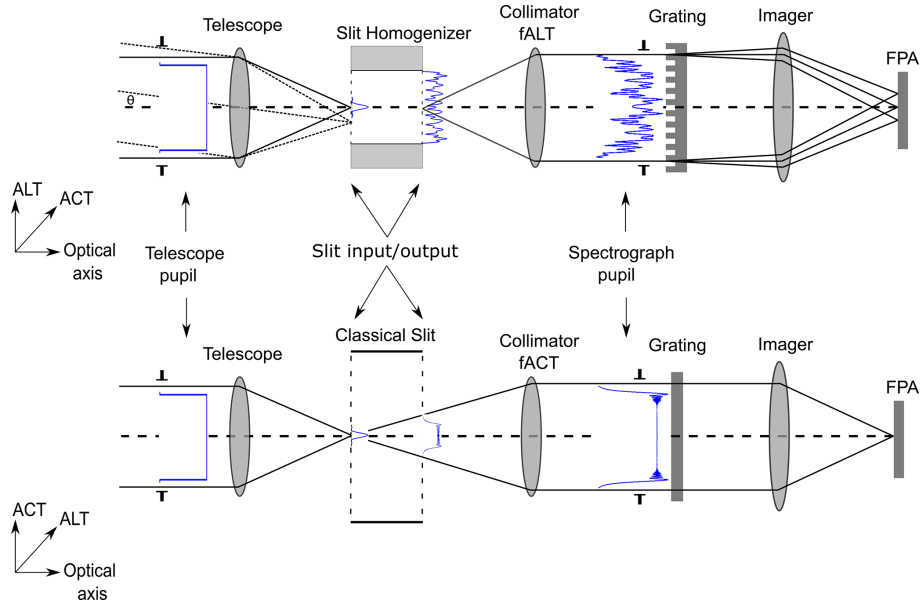 Telescope
Slit Homogenizer
Collimator
fALT
Grating
Imager
FPA
θ
ALT
ACT
Optical
axis
Telescope
pupil
Slit input/output
Spectrograph
pupil
Classical Slit
Telescope
Collimator
fACT
Grating
Imager
FPA
ACT
ALT
Optical
axis